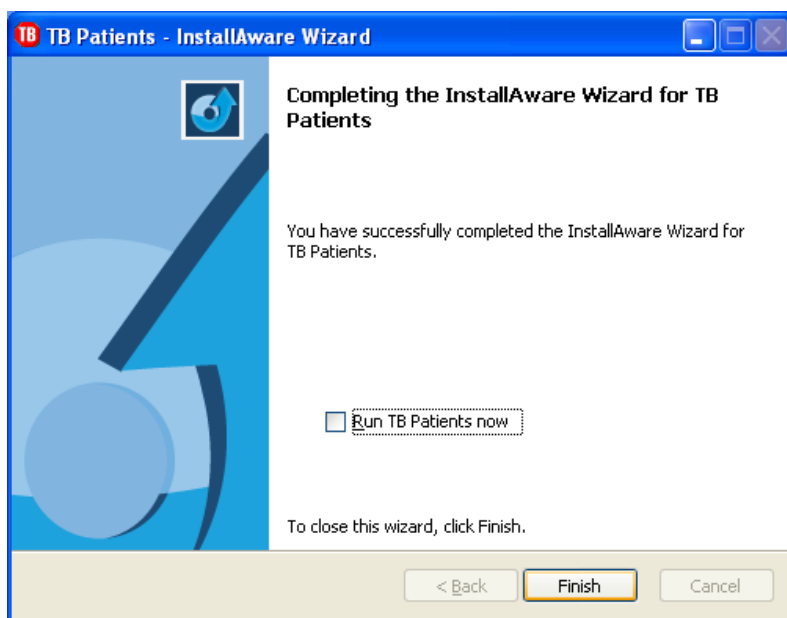 TB TB Patients - InstallAware Wizard
Completing the InstallAware Wizard for TB
Patients
You have successfully completed the InstallAware Wizard for
TB Patients.
Run TB Patients now
To close this wizard, click Finish.
< Back Finish Cancel